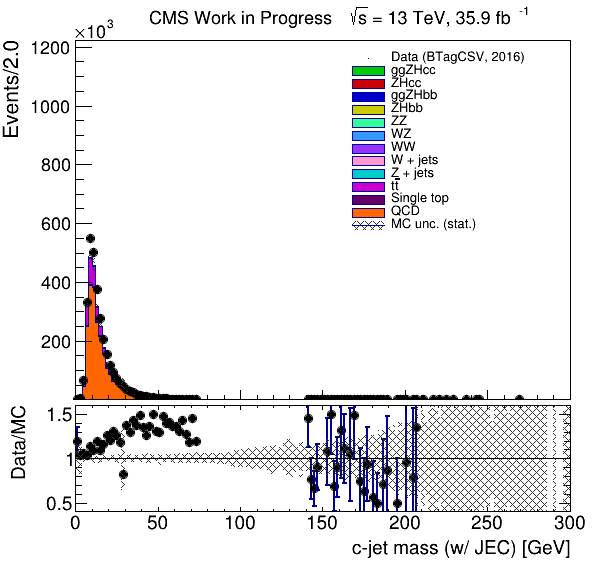 CMS Work in Progress √s = 13 TeV, 35.9 fb⁻¹
×10³
Events/2.0
1200
1000
800
600
400
200
Data (BTagCSV, 2016)
ggZHcc
ZHcc
ggZHbb
ZHbb
ZZ
WZ
WW
W + jets
Z + jets
tt̅
Single top
QCD
MC unc. (stat.)
Data/MC
1.5
1
0.5
0 50 100 150 200 250 300
c-jet mass (w/ JEC) [GeV]